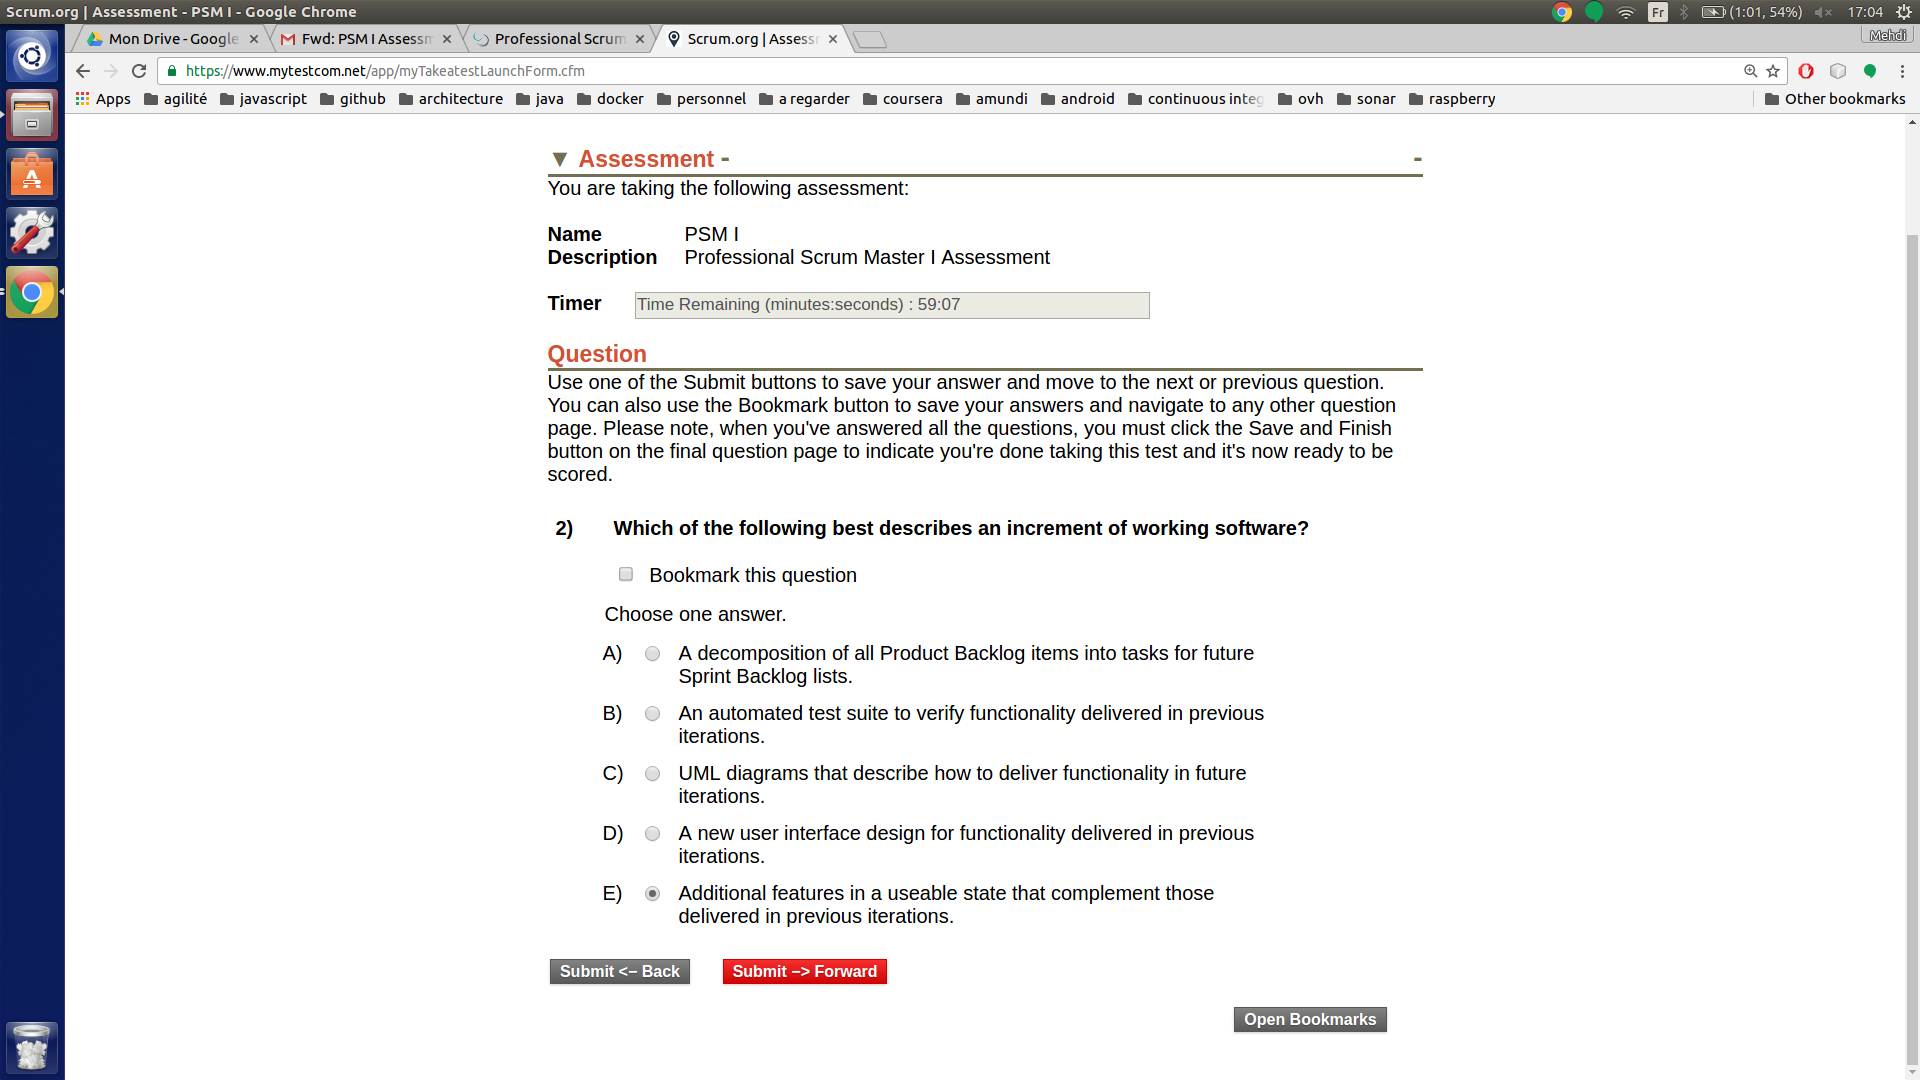 Scrum.org | Assessment - PSM I - Google Chrome
Fr
(1:01, 54%)
17:04
Mon Drive - Google
Fwd: PSM I Assessm
Professional Scrum
Scrum.org | Assess
Mehdi
https://www.mytestcom.net/app/myTakeatestLaunchForm.cfm
Apps
agilité
javascript
github
architecture
java
docker
personnel
a regarder
coursera
amundi
android
continuous integ
ovh
sonar
raspberry
Other bookmarks
▼ Assessment -
-
You are taking the following assessment:
Name PSM I
Description Professional Scrum Master I Assessment
Timer Time Remaining (minutes:seconds) : 59:07
Question
Use one of the Submit buttons to save your answer and move to the next or previous question.
You can also use the Bookmark button to save your answers and navigate to any other question
page. Please note, when you've answered all the questions, you must click the Save and Finish
button on the final question page to indicate you're done taking this test and it's now ready to be
scored.
2) Which of the following best describes an increment of working software?
Bookmark this question
Choose one answer.
A) A decomposition of all Product Backlog items into tasks for future
Sprint Backlog lists.
B) An automated test suite to verify functionality delivered in previous
iterations.
C) UML diagrams that describe how to deliver functionality in future
iterations.
D) A new user interface design for functionality delivered in previous
iterations.
E) Additional features in a useable state that complement those
delivered in previous iterations.
Submit <– Back
Submit –> Forward
Open Bookmarks